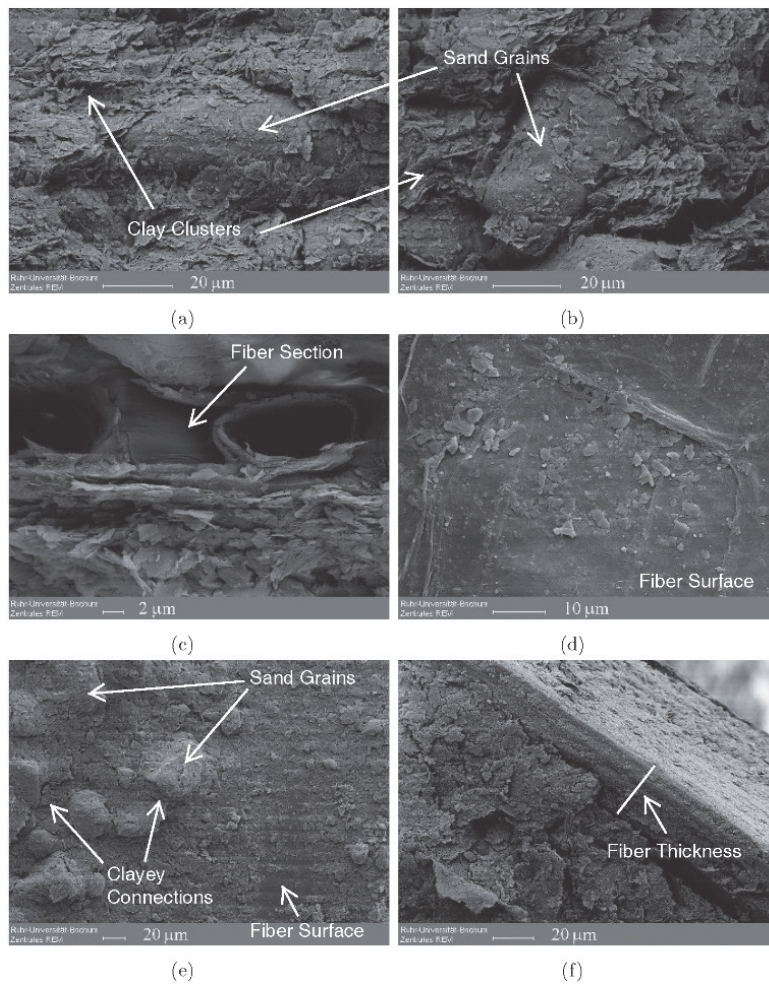 Sand Grains
Clay Clusters
Ruhr-Universität-Bochum
Zentrales REM
20 µm
Ruhr-Universität-Bochum
Zentrales REM
20 µm
(a)
(b)
Fiber Section
Fiber Surface
Ruhr-Universität-Bochum
Zentrales REM
2 µm
Ruhr-Universität-Bochum
Zentrales REM
10 µm
(c)
(d)
Sand Grains
Clayey
Connections
Fiber Surface
Fiber Thickness
Ruhr-Universität-Bochum
Zentrales REM
20 µm
Ruhr-Universität-Bochum
Zentrales REM
20 µm
(e)
(f)